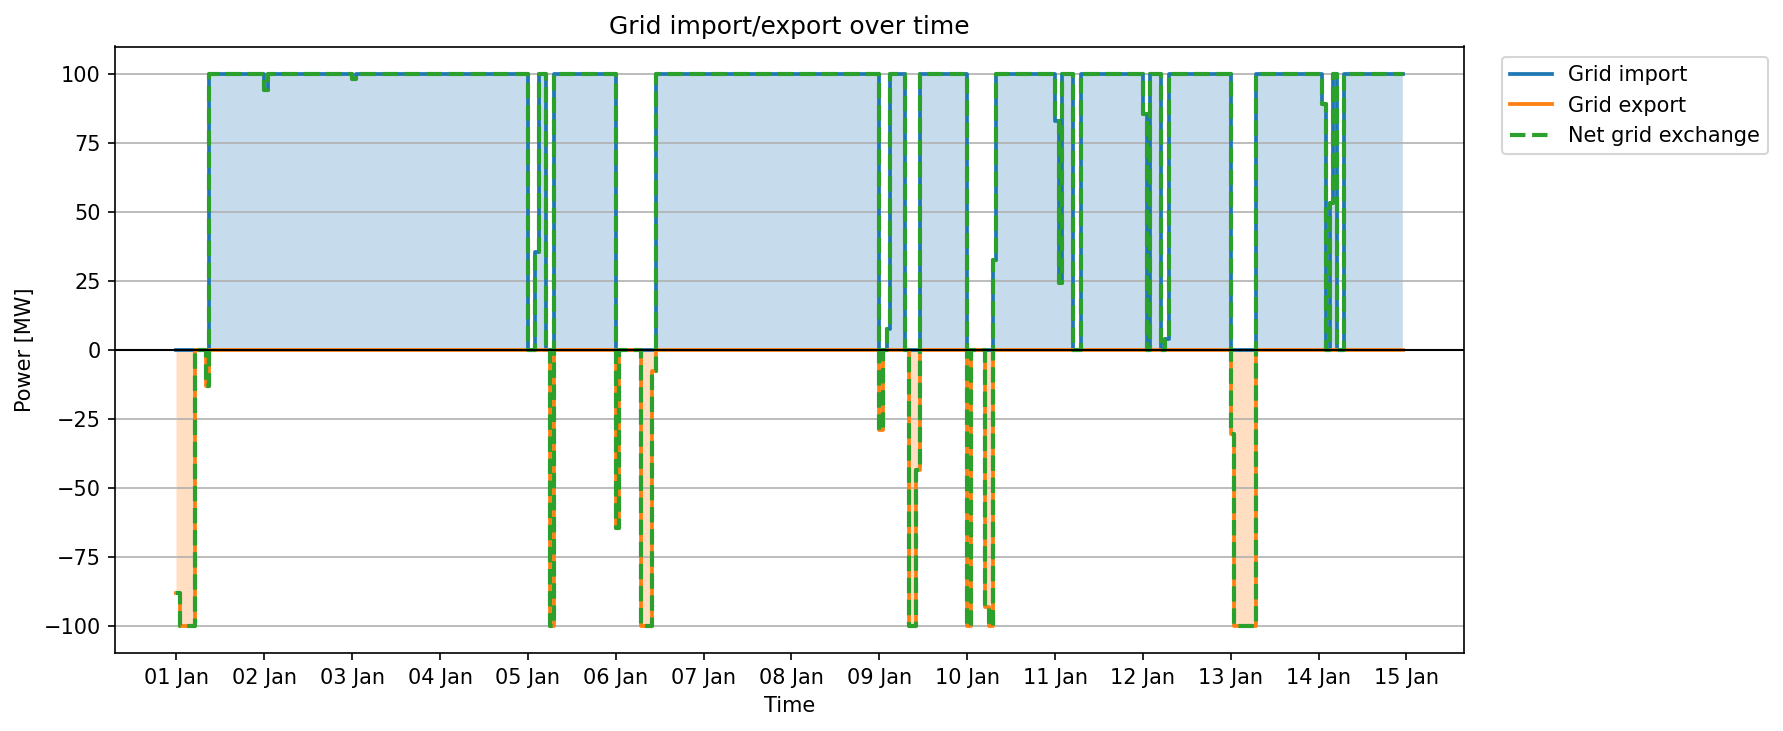 Grid import/export over time
100
75
50
25
0
−25
−50
−75
−100
Power [MW]
01 Jan 02 Jan 03 Jan 04 Jan 05 Jan 06 Jan 07 Jan 08 Jan 09 Jan 10 Jan 11 Jan 12 Jan 13 Jan 14 Jan 15 Jan
Time
Grid import
Grid export
Net grid exchange